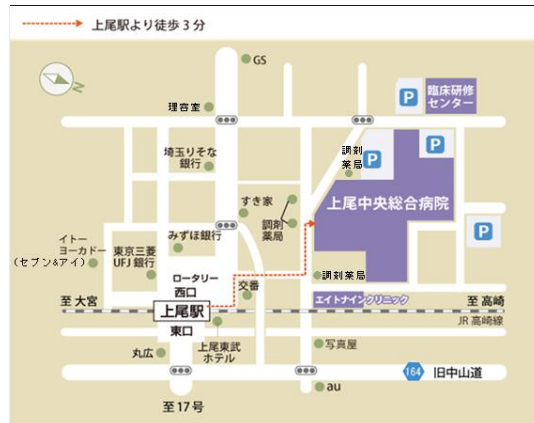 上尾駅より徒歩3分
GS
N
理容室
P
臨床研修
センター
埼玉りそな
銀行
調剤
薬局
P
P
上尾中央総合病院
すき家
調剤
薬局
P
イトー
ヨーカドー
(セブン&アイ)
東京三菱
UFJ 銀行
みずほ銀行
ロータリー
西口
交番
調剤薬局
エイトナインクリニック
至 大宮
上尾駅
至 高崎
JR 高崎線
東口
丸広
上尾東武
ホテル
写真屋
164 旧中山道
au
至17号